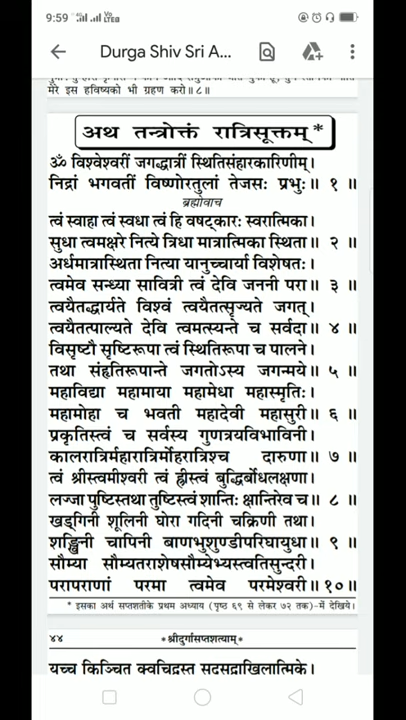 9:59
Durga Shiv Sri A...
मेरे इस हविष्यको भी ग्रहण करो॥ ८॥
अथ तन्त्रोक्तं रात्रिसूक्तम् *
ॐ विश्वेश्वरीं जगद्धात्रीं स्थितिसंहारकारिणीम्।
निद्रां भगवतीं विष्णोरतुलां तेजसः प्रभुः॥ १ ॥
ब्रह्मोवाच
त्वं स्वाहा त्वं स्वधा त्वं हि वषट्कारः स्वरात्मिका।
सुधा त्वमक्षरे नित्ये त्रिधा मात्रात्मिका स्थिता॥ २ ॥
अर्धमात्रास्थिता नित्या यानुच्चार्या विशेषतः।
त्वमेव सन्ध्या सावित्री त्वं देवि जननी परा॥ ३ ॥
त्वयैतद्धार्यते विश्वं त्वयैतत्सृज्यते जगत्।
त्वयैतत्पाल्यते देवि त्वमत्स्यन्ते च सर्वदा॥ ४ ॥
विसृष्टौ सृष्टिरूपा त्वं स्थितिरूपा च पालने।
तथा संहृतिरूपान्ते जगतोऽस्य जगन्मये॥ ५ ॥
महाविद्या महामाया महामेधा महास्मृतिः।
महामोहा च भवती महादेवी महासुरी॥ ६ ॥
प्रकृतिस्त्वं च सर्वस्य गुणत्रयविभाविनी।
कालरात्रिर्महारात्रिर्मोहरात्रिश्च दारुणा॥ ७ ॥
त्वं श्रीस्त्वमीश्वरी त्वं ह्रीस्त्वं बुद्धिर्बोधलक्षणा।
लज्जा पुष्टिस्तथा तुष्टिस्त्वं शान्तिः क्षान्तिरेव च॥ ८ ॥
खड्गिनी शूलिनी घोरा गदिनी चक्रिणी तथा।
शङ्खिनी चापिनी बाणभुशुण्डीपरिघायुधा॥ ९ ॥
सौम्या सौम्यतराशेषसौम्येभ्यस्त्वतिसुन्दरी।
परापराणां परमा त्वमेव परमेश्वरी॥ १०॥
* इसका अर्थ सप्तशतीके प्रथम अध्याय (पृष्ठ ६९ से लेकर ७२ तक)-में देखिये।
४४ *श्रीदुर्गासप्तशत्याम्*
यच्च किञ्चित् क्वचिद्वस्तु सदसद्वाखिलात्मिके।